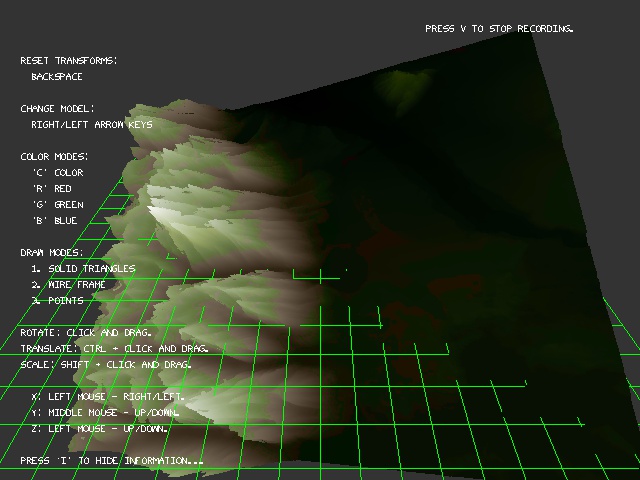 PRESS V TO STOP RECORDING.
RESET TRANSFORMS:
BACKSPACE
CHANGE MODEL:
RIGHT/LEFT ARROW KEYS
COLOR MODES:
'C' COLOR
'R' RED
'G' GREEN
'B' BLUE
DRAW MODES:
1. SOLID TRIANGLES
2. WIRE FRAME
3. POINTS
ROTATE: CLICK AND DRAG.
TRANSLATE: CTRL + CLICK AND DRAG.
SCALE: SHIFT + CLICK AND DRAG.
X: LEFT MOUSE - RIGHT/LEFT.
Y: MIDDLE MOUSE - UP/DOWN.
Z: LEFT MOUSE - UP/DOWN.
PRESS 'I' TO HIDE INFORMATION...